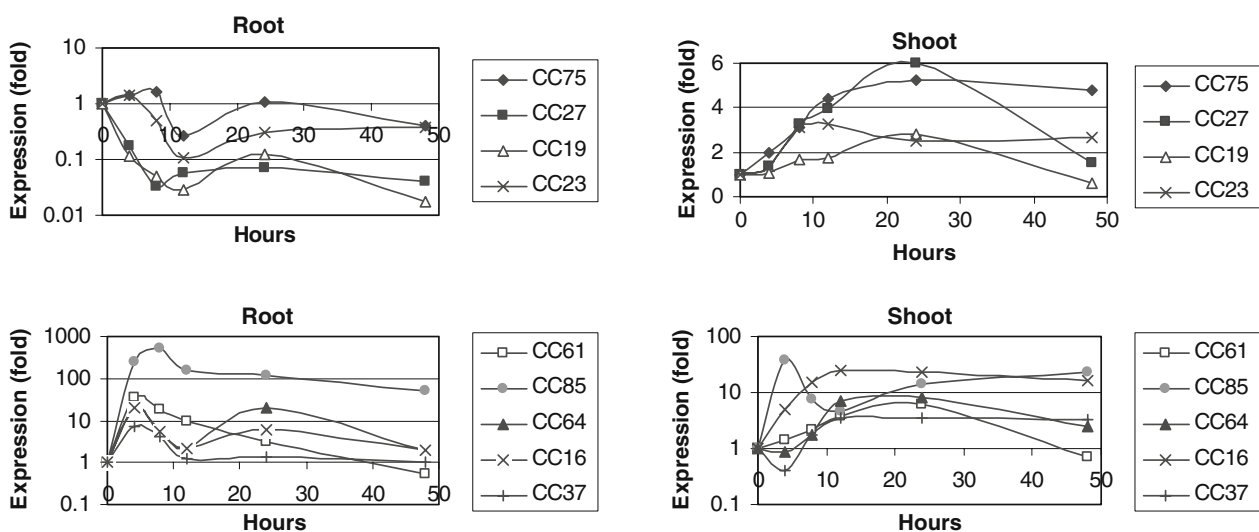 Root
Expression (fold)
10
1
0.1
0.01
0 10 20 30 40 50
Hours
CC75
CC27
CC19
CC23
Shoot
Expression (fold)
6
4
2
0
0 10 20 30 40 50
Hours
CC75
CC27
CC19
CC23
Root
Expression (fold)
1000
100
10
1
0.1
0 10 20 30 40 50
Hours
CC61
CC85
CC64
CC16
CC37
Shoot
Expression (fold)
100
10
1
0.1
0 10 20 30 40 50
Hours
CC61
CC85
CC64
CC16
CC37